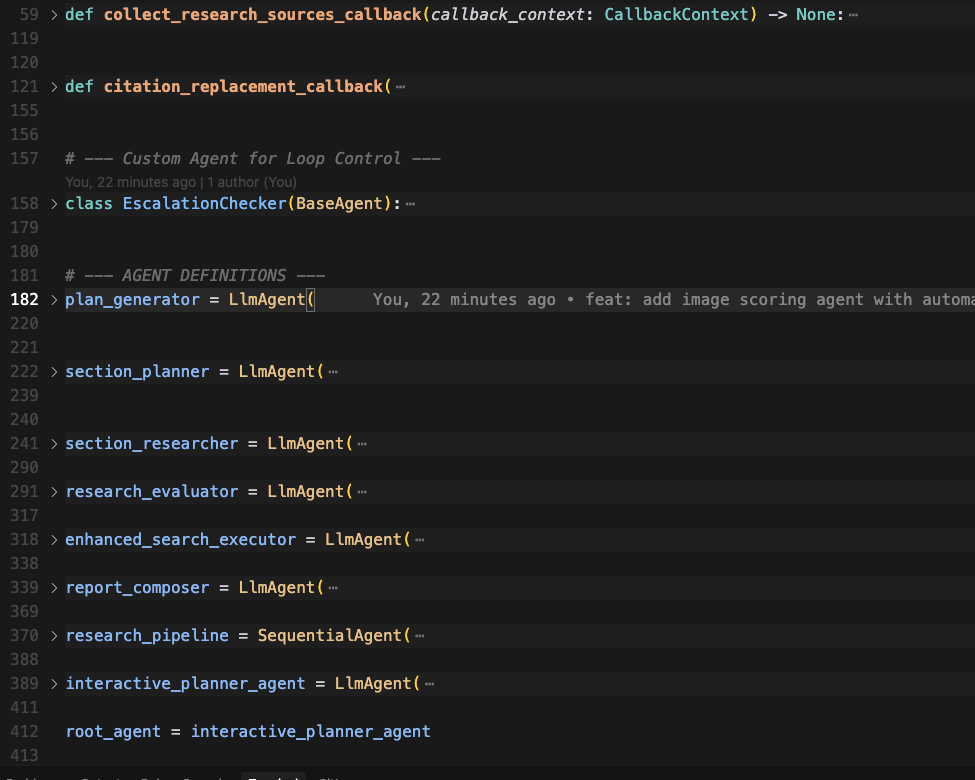 59 > def collect_research_sources_callback(callback_context: CallbackContext) -> None:⋯
119
120
121 > def citation_replacement_callback(⋯
155
156
157 # --- Custom Agent for Loop Control ---
You, 22 minutes ago | 1 author (You)
158 > class EscalationChecker(BaseAgent):⋯
179
180
181 # --- AGENT DEFINITIONS ---
182 > plan_generator = LlmAgent( You, 22 minutes ago • feat: add image scoring agent with automa
220
221
222 > section_planner = LlmAgent(⋯
239
240
241 > section_researcher = LlmAgent(⋯
290
291 > research_evaluator = LlmAgent(⋯
317
318 > enhanced_search_executor = LlmAgent(⋯
338
339 > report_composer = LlmAgent(⋯
369
370 > research_pipeline = SequentialAgent(⋯
388
389 > interactive_planner_agent = LlmAgent(⋯
411
412 root_agent = interactive_planner_agent
413